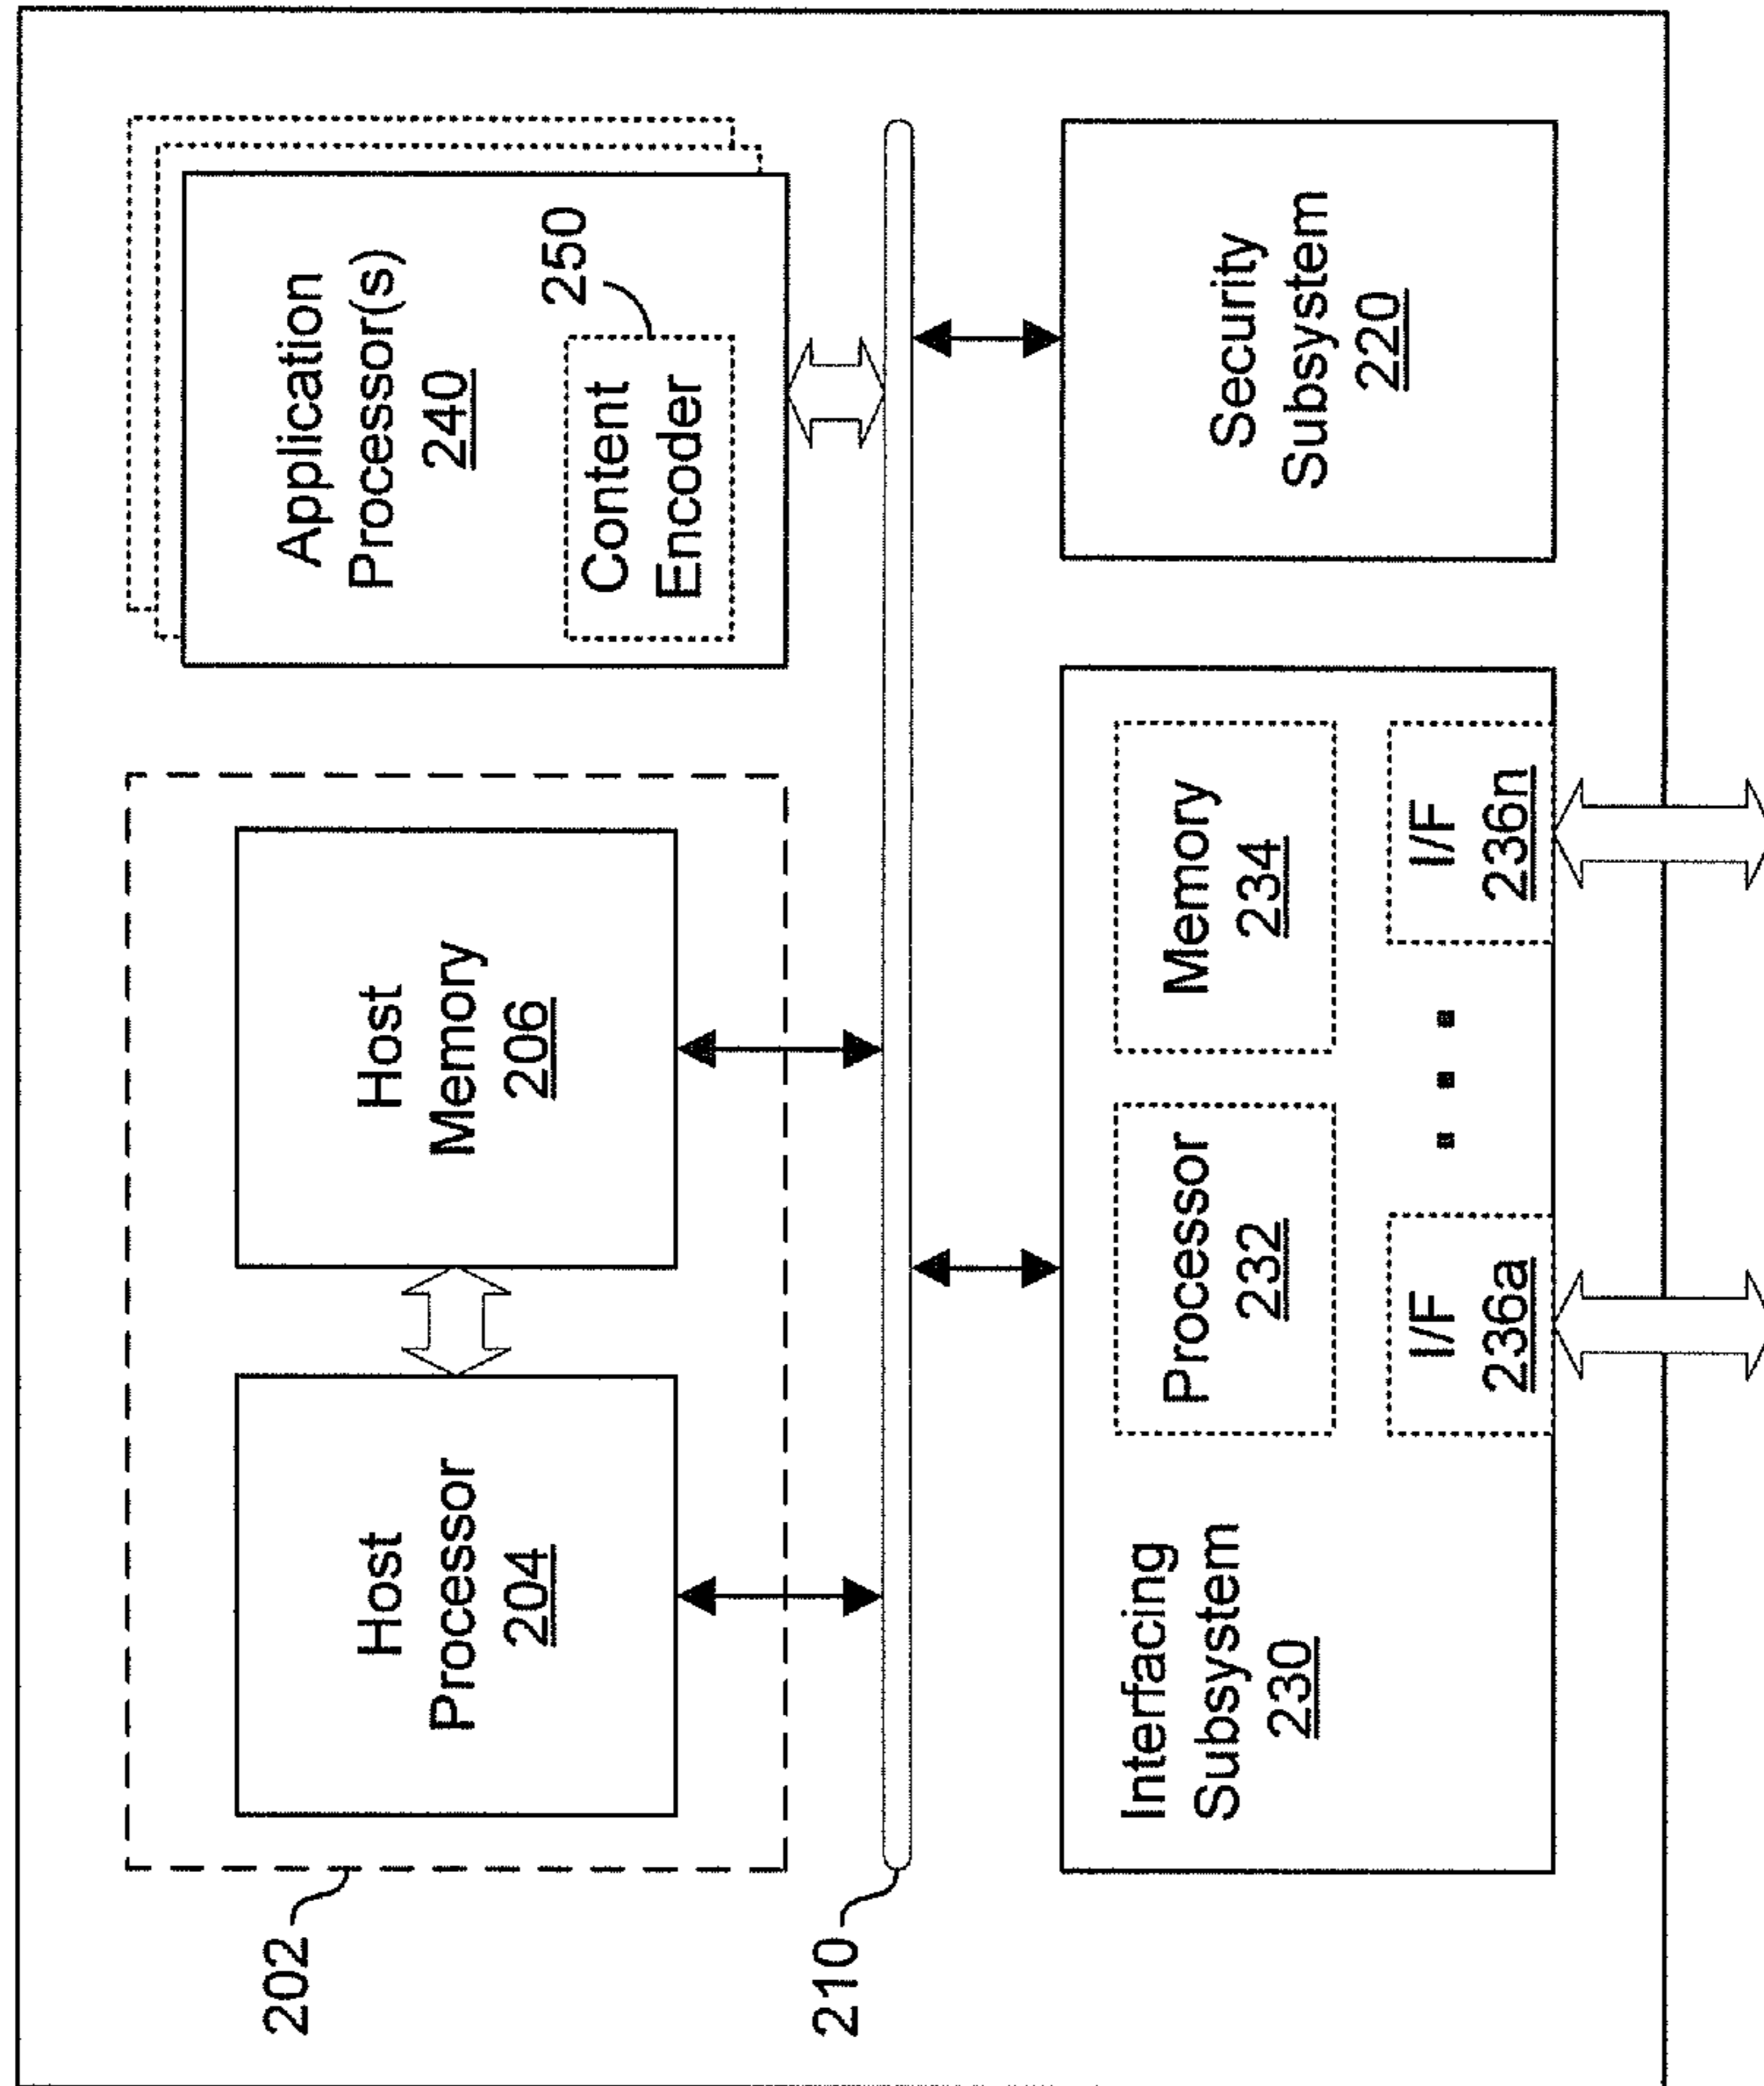 202
Host
Processor
204
Host
Memory
206
Application
Processor(s)
240
250
Content
Encoder
210
Interfacing
Subsystem
230
Processor
232
Memory
234
I/F
236a
I/F
236n
Security
Subsystem
220